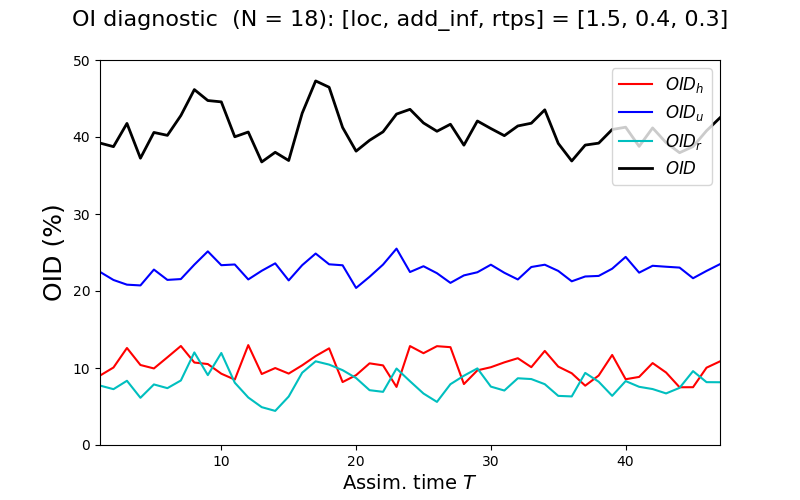 OI diagnostic (N = 18): [loc, add_inf, rtps] = [1.5, 0.4, 0.3]
50
40
30
20
10
0
OID (%)
OID_h
OID_u
OID_r
OID
10 20 30 40
Assim. time T